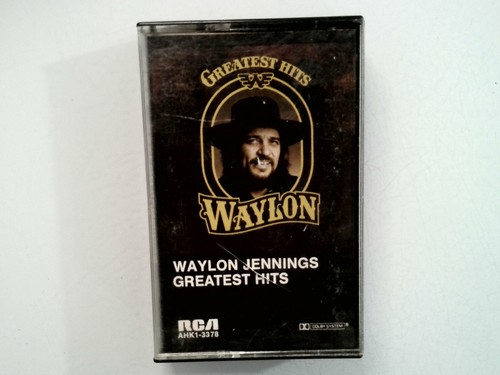 GREATEST HITS
W
WAYLON
WAYLON JENNINGS
GREATEST HITS
RCA
AHK1-3378
DOLBY SYSTEM